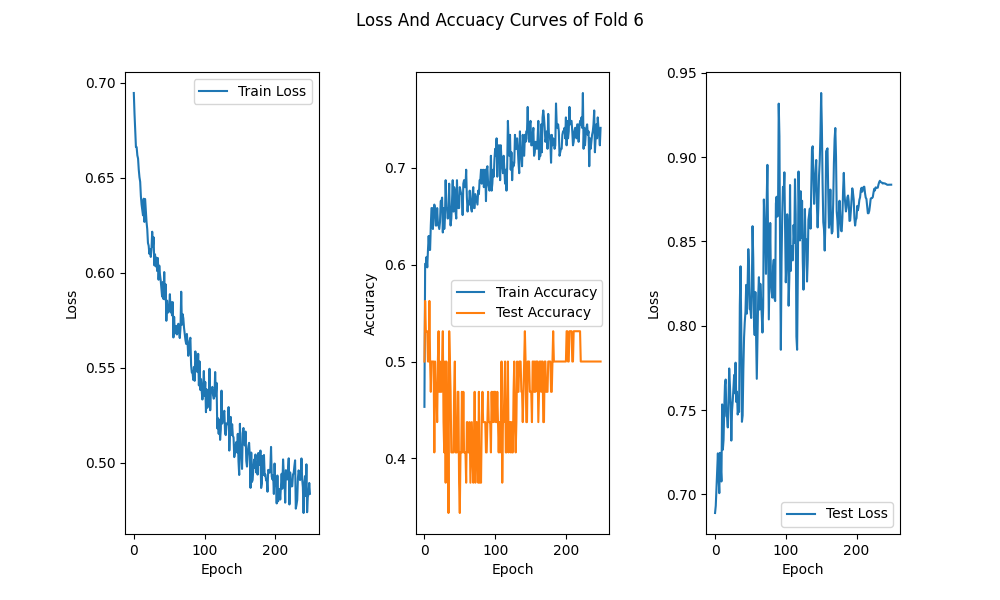 Loss And Accuacy Curves of Fold 6
0.70
0.65
0.60
0.55
0.50
Loss
0 100 200
Epoch
Train Loss
0.7
0.6
0.5
0.4
Accuracy
0 100 200
Epoch
Train Accuracy
Test Accuracy
0.95
0.90
0.85
0.80
0.75
0.70
Loss
0 100 200
Epoch
Test Loss